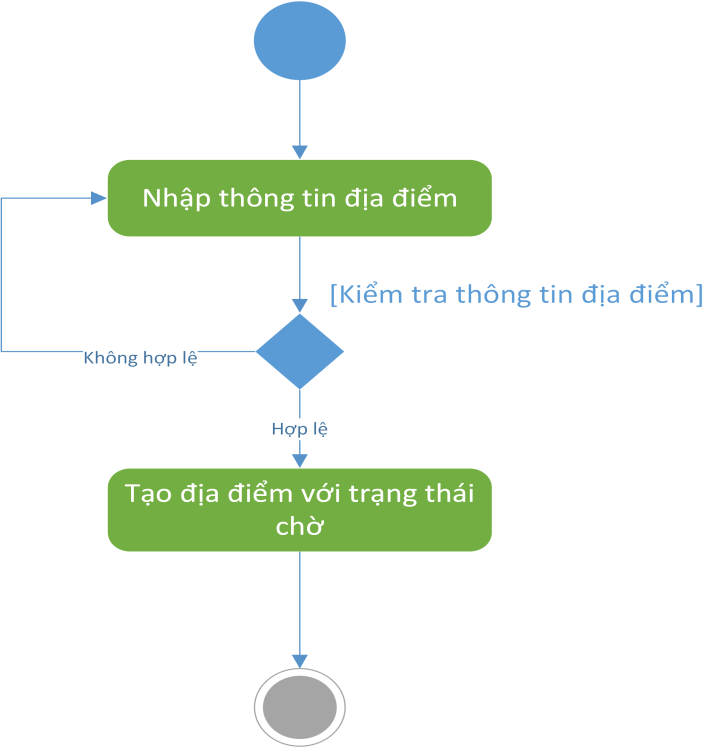 Nhập thông tin địa điểm
[Kiểm tra thông tin địa điểm]
Không hợp lệ
Hợp lệ
Tạo địa điểm với trạng thái
chờ